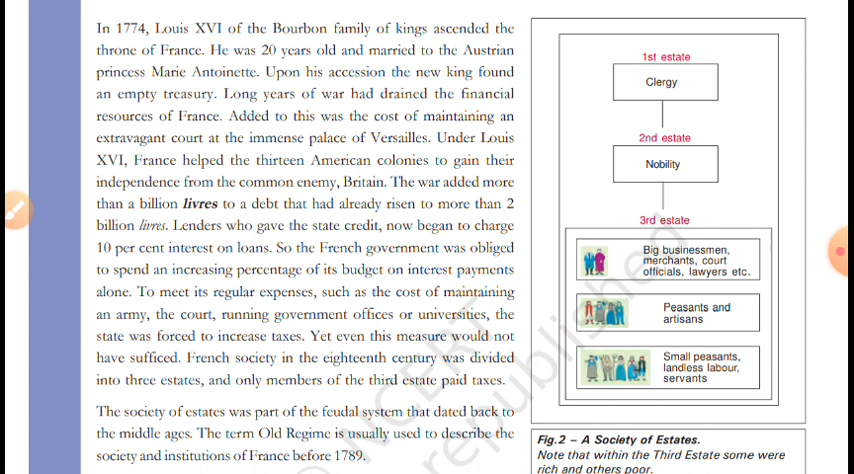 In 1774, Louis XVI of the Bourbon family of kings ascended the
throne of France. He was 20 years old and married to the Austrian
princess Marie Antoinette. Upon his accession the new king found
an empty treasury. Long years of war had drained the financial
resources of France. Added to this was the cost of maintaining an
extravagant court at the immense palace of Versailles. Under Louis
XVI, France helped the thirteen American colonies to gain their
independence from the common enemy, Britain. The war added more
than a billion livres to a debt that had already risen to more than 2
billion livres. Lenders who gave the state credit, now began to charge
10 per cent interest on loans. So the French government was obliged
to spend an increasing percentage of its budget on interest payments
alone. To meet its regular expenses, such as the cost of maintaining
an army, the court, running government offices or universities, the
state was forced to increase taxes. Yet even this measure would not
have sufficed. French society in the eighteenth century was divided
into three estates, and only members of the third estate paid taxes.
The society of estates was part of the feudal system that dated back to
the middle ages. The term Old Regime is usually used to describe the
society and institutions of France before 1789.
1st estate
Clergy
2nd estate
Nobility
3rd estate
Big businessmen,
merchants, court
officials, lawyers etc.
Peasants and
artisans
Small peasants,
landless labour,
servants
Fig.2 – A Society of Estates.
Note that within the Third Estate some were
rich and others poor.
© NCERT
republished